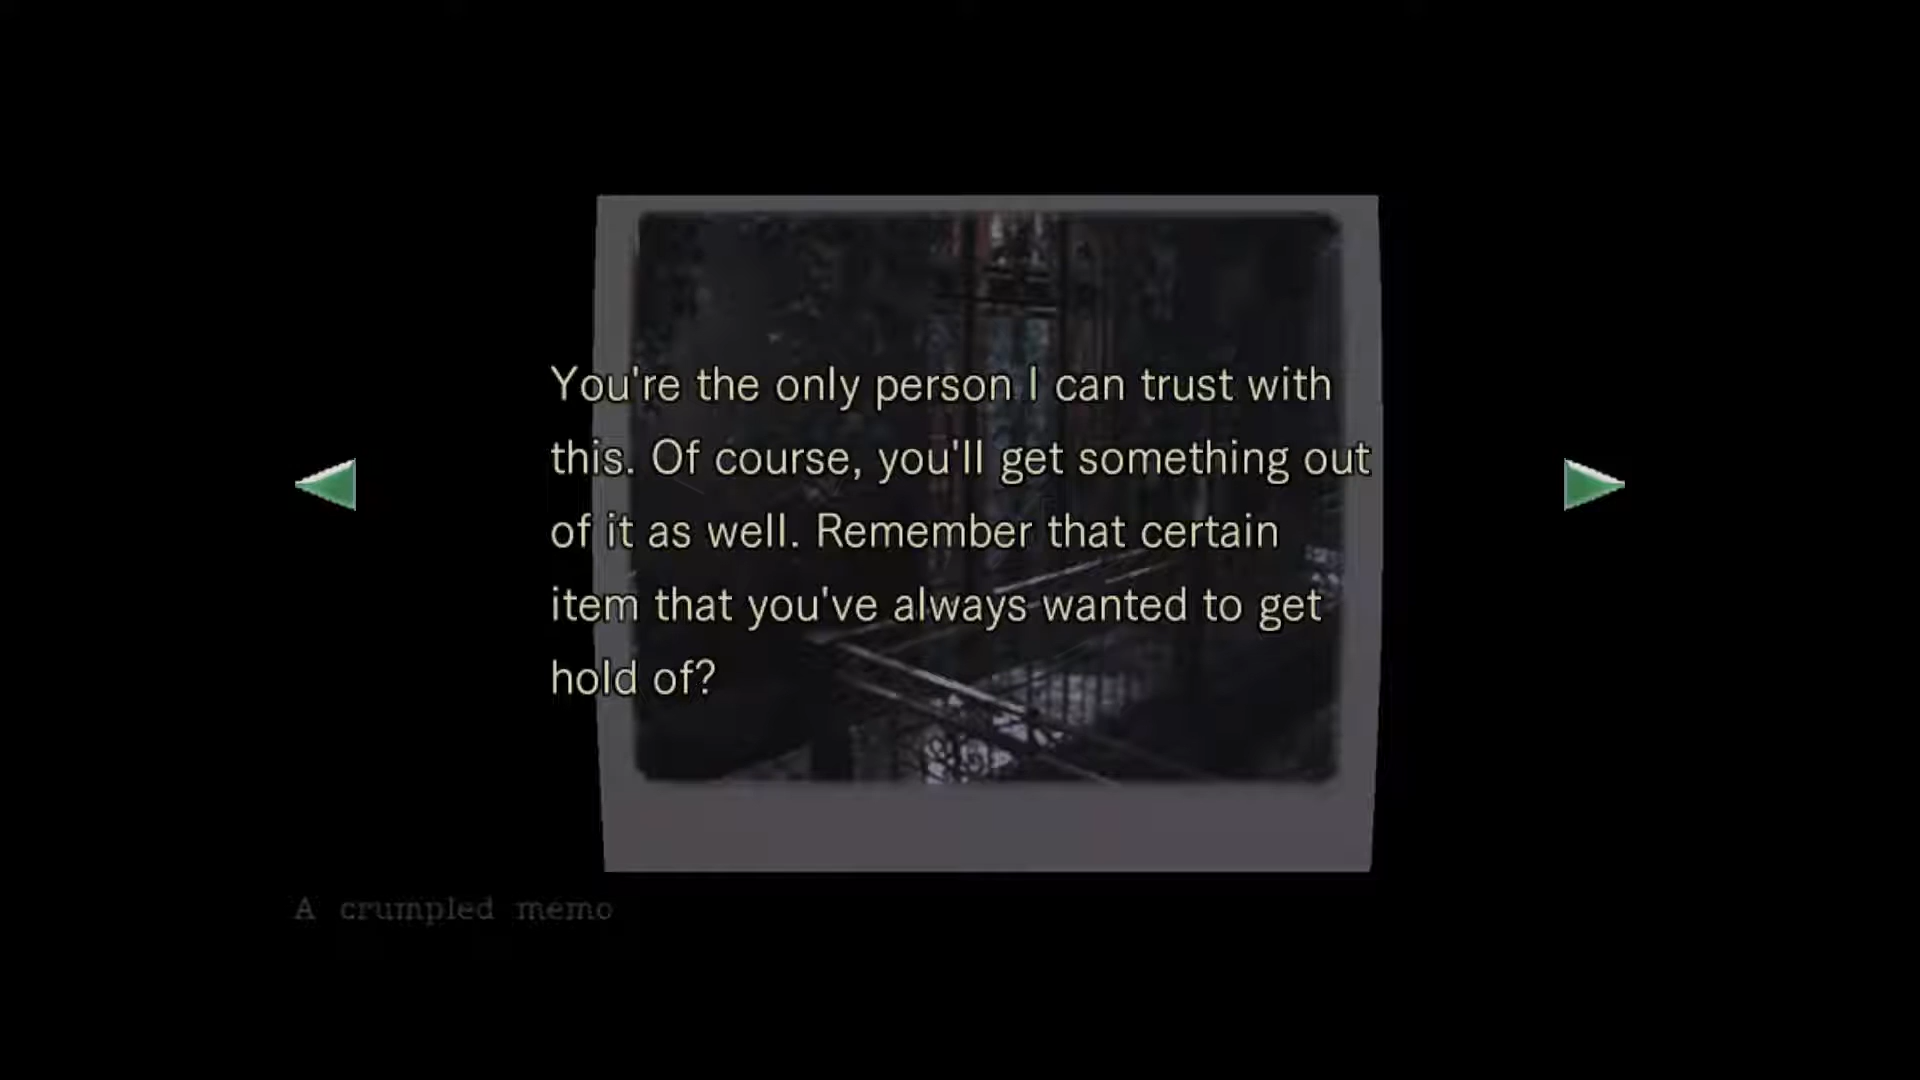 You're the only person I can trust with
this. Of course, you'll get something out
of it as well. Remember that certain
item that you've always wanted to get
hold of?
A crumpled memo